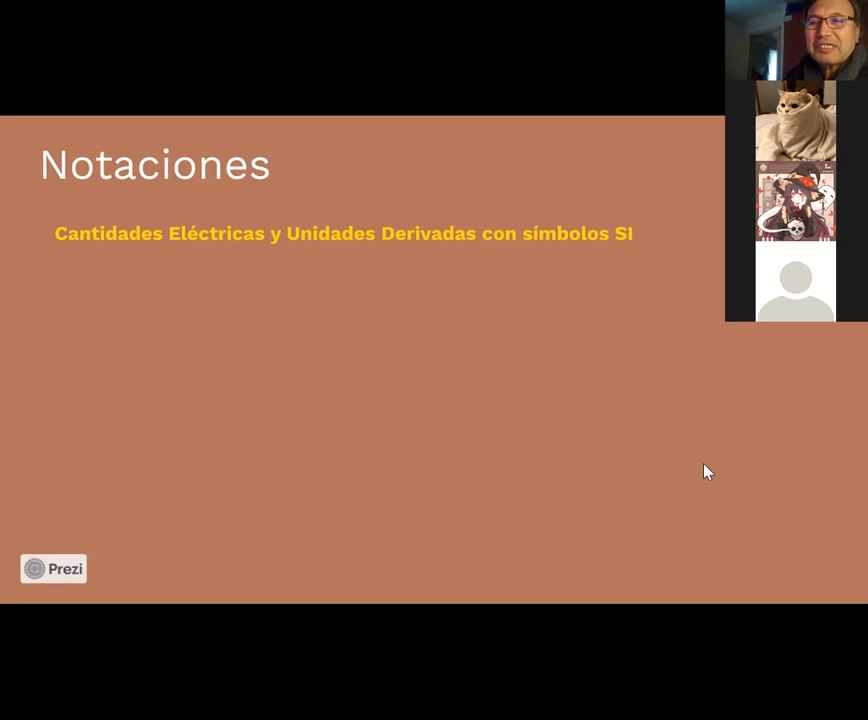 Notaciones
Cantidades Eléctricas y Unidades Derivadas con símbolos SI
Prezi